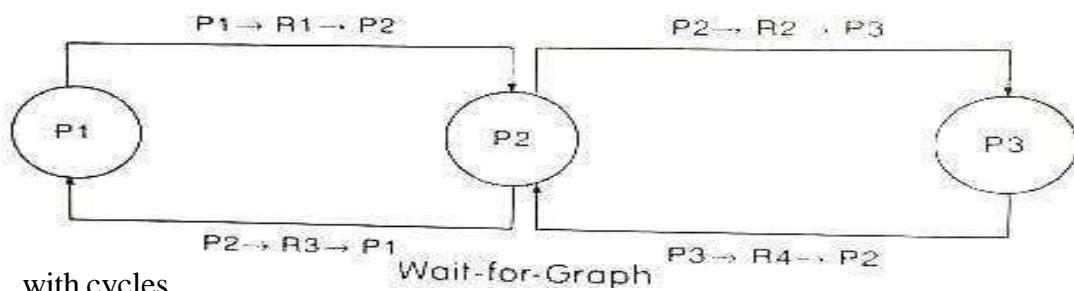 P1 → R1 → P2
P2 → R2 → P3
P1
P2
P3
P2 → R3 → P1
P3 → R4 → P2
Wait-for-Graph
with cycles